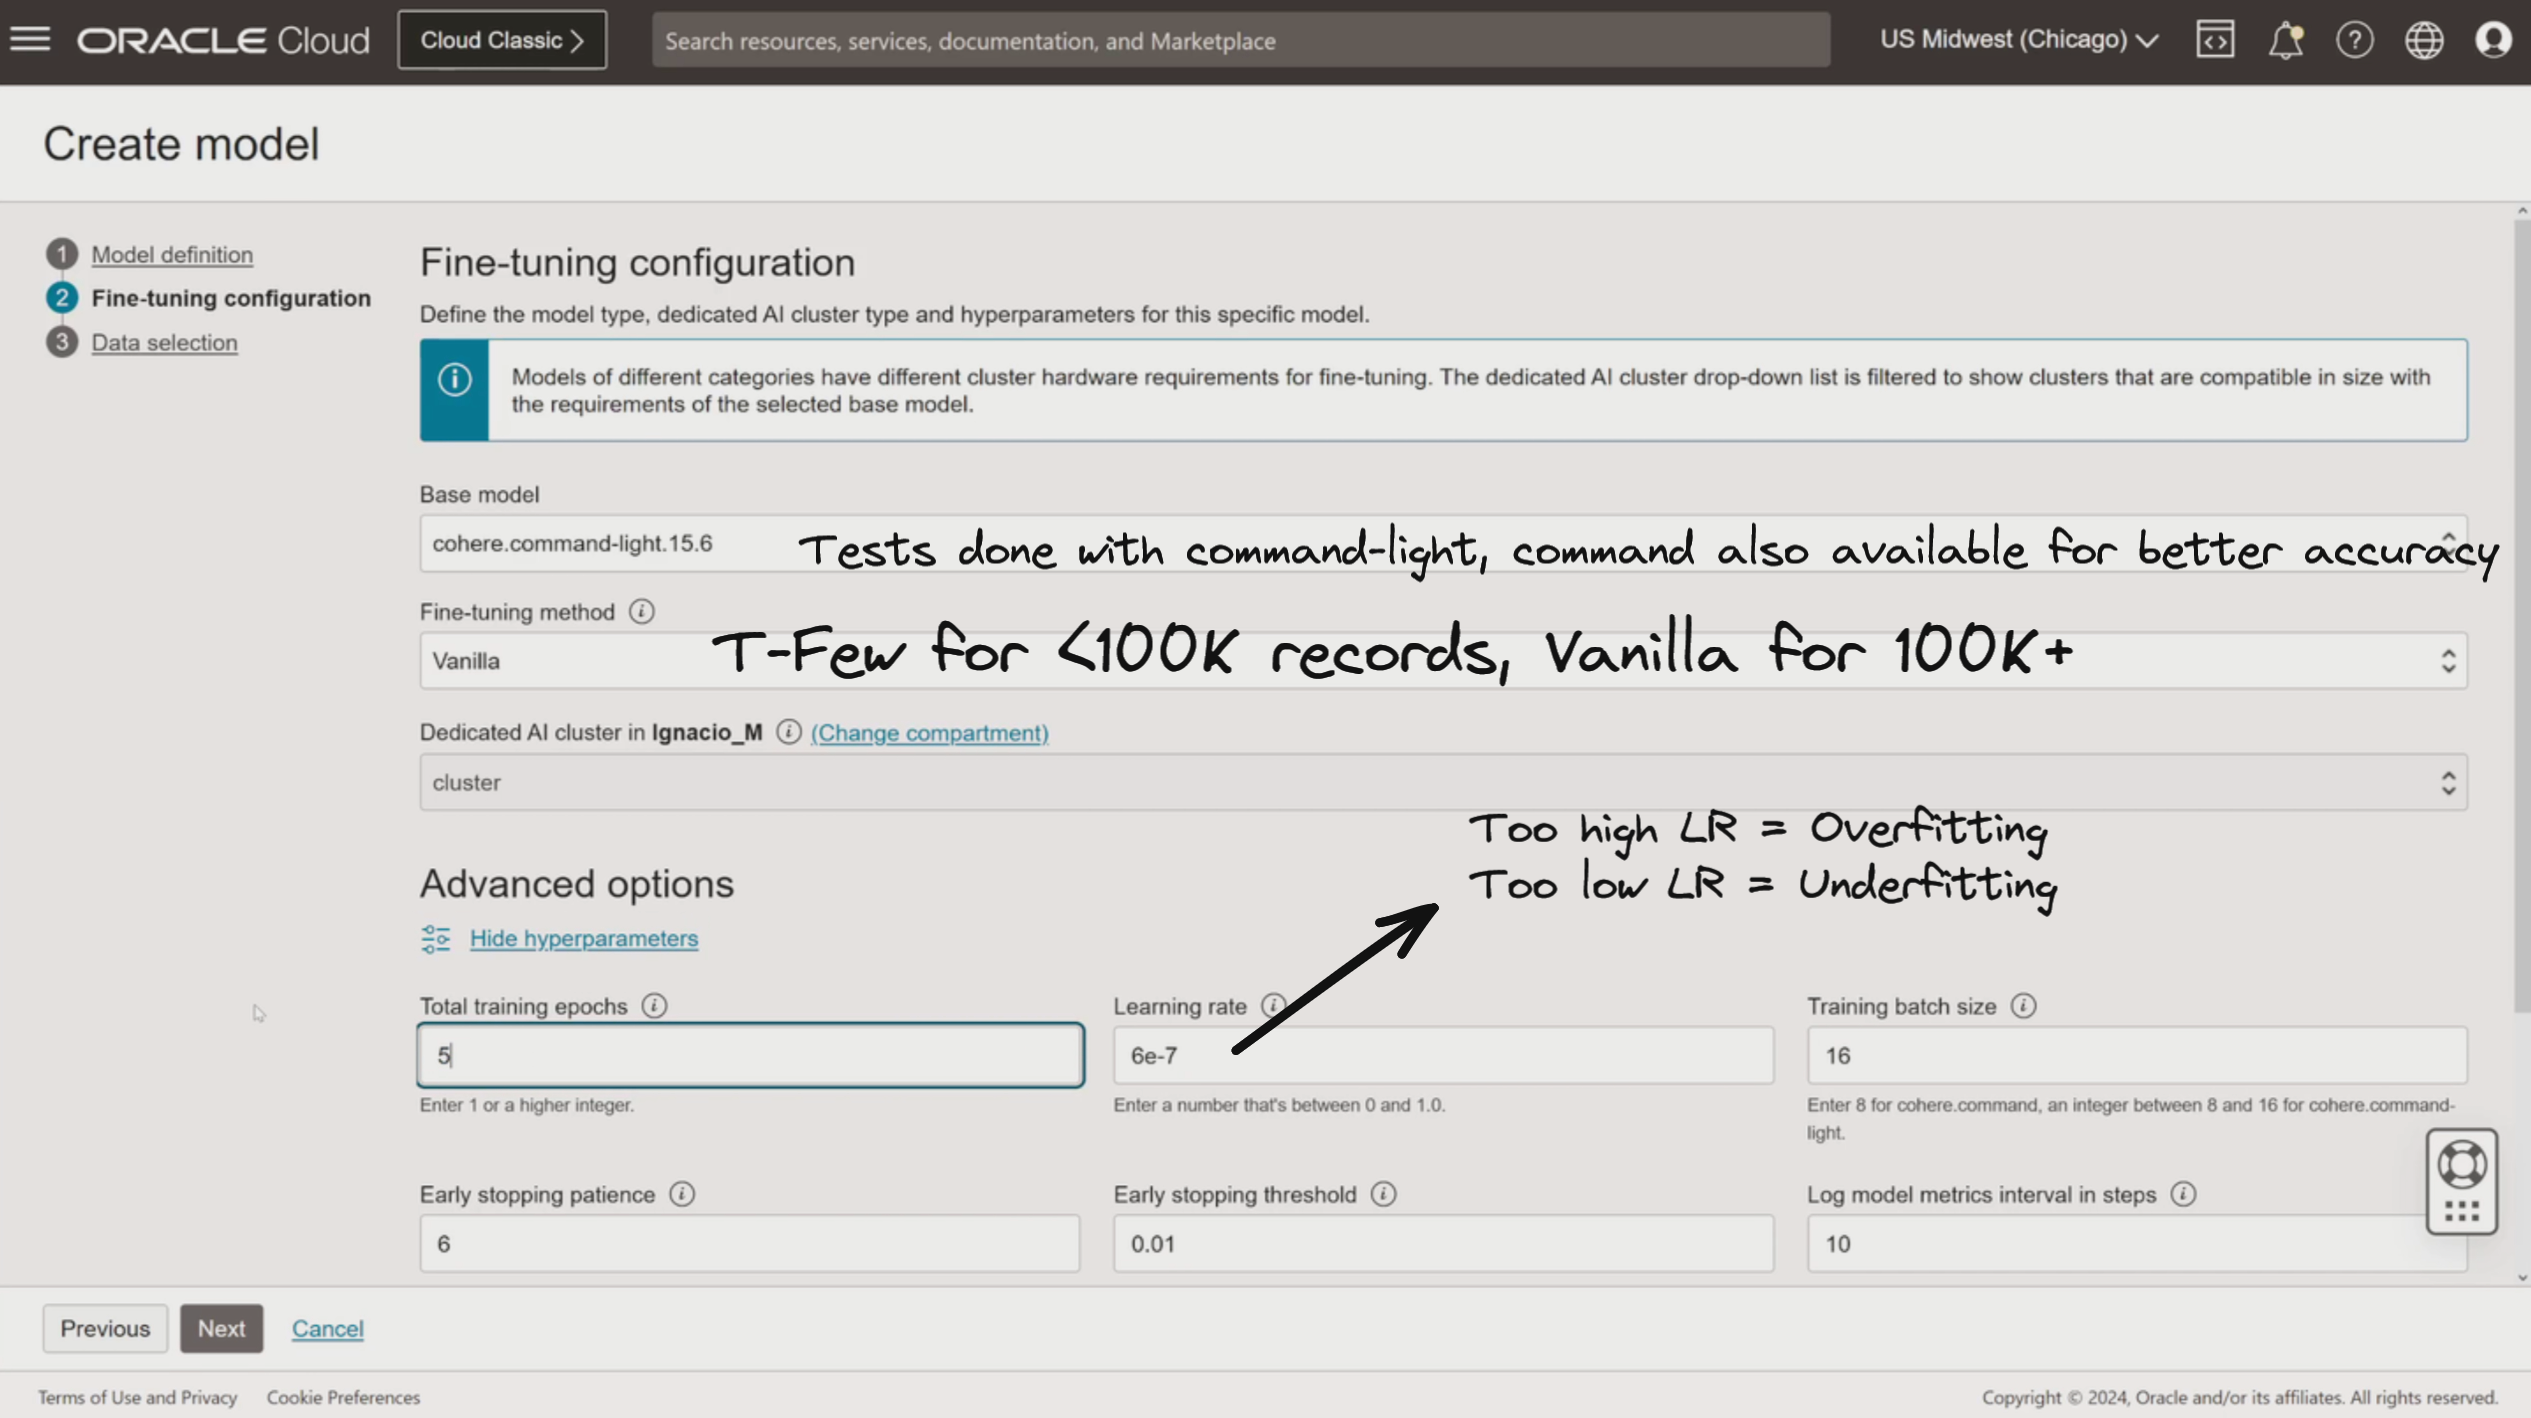 ORACLE Cloud
Cloud Classic
Search resources, services, documentation, and Marketplace
US Midwest (Chicago)
Create model
1 Model definition
2 Fine-tuning configuration
3 Data selection
Fine-tuning configuration
Define the model type, dedicated AI cluster type and hyperparameters for this specific model.
Models of different categories have different cluster hardware requirements for fine-tuning. The dedicated AI cluster drop-down list is filtered to show clusters that are compatible in size with
the requirements of the selected base model.
Base model
cohere.command-light.15.6
Tests done with command-light, command also available for better accuracy
Fine-tuning method
Vanilla
T-Few for <100K records, Vanilla for 100K+
Dedicated AI cluster in Ignacio_M (Change compartment)
cluster
Too high LR = Overfitting
Too low LR = Underfitting
Advanced options
Hide hyperparameters
Total training epochs
5
Enter 1 or a higher integer.
Learning rate
6e-7
Enter a number that's between 0 and 1.0.
Training batch size
16
Enter 8 for cohere.command, an integer between 8 and 16 for cohere.command-
light.
Early stopping patience
6
Early stopping threshold
0.01
Log model metrics interval in steps
10
Previous
Next
Cancel
Terms of Use and Privacy
Cookie Preferences
Copyright © 2024, Oracle and/or its affiliates. All rights reserved.